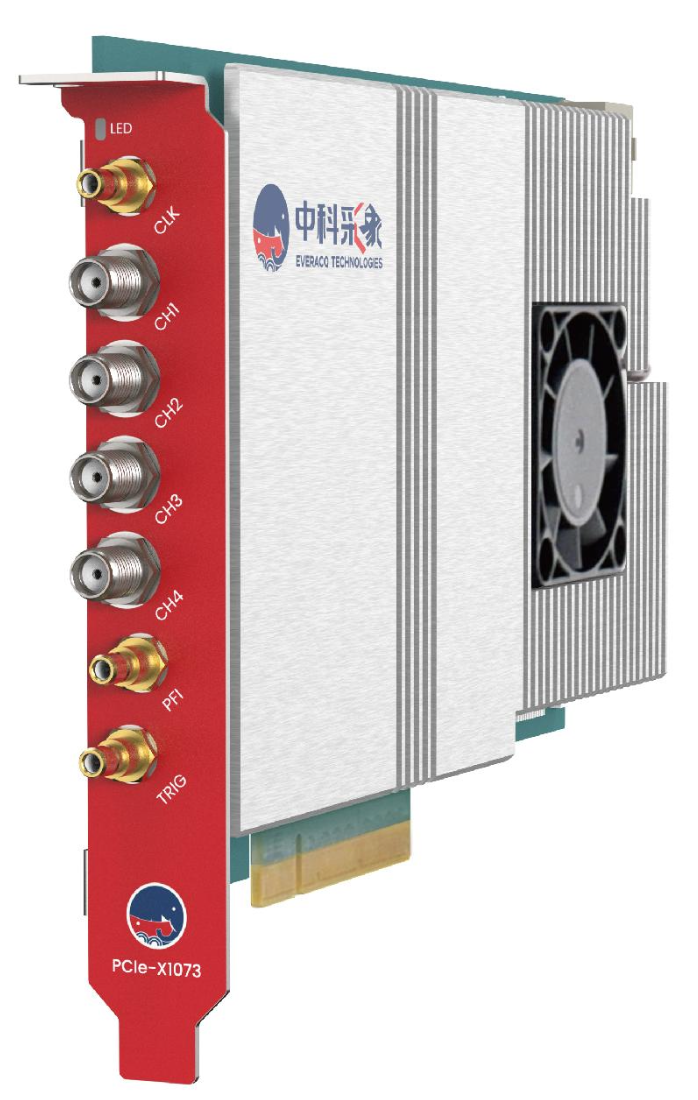 LED
CLK
CH1
CH2
CH3
CH4
PFI
TRIG
PCIe-X1073
中科采象
EVERACQ TECHNOLOGIES